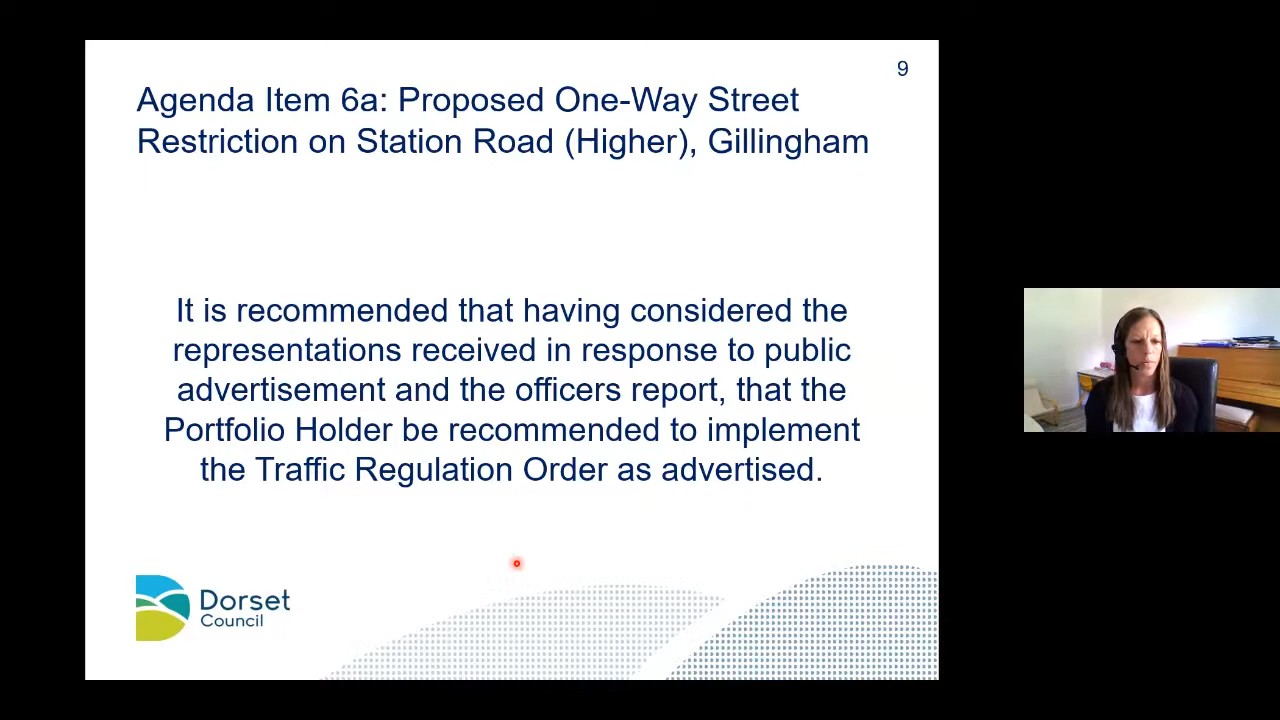 9
Agenda Item 6a: Proposed One-Way Street
Restriction on Station Road (Higher), Gillingham
It is recommended that having considered the
representations received in response to public
advertisement and the officers report, that the
Portfolio Holder be recommended to implement
the Traffic Regulation Order as advertised.
Dorset
Council